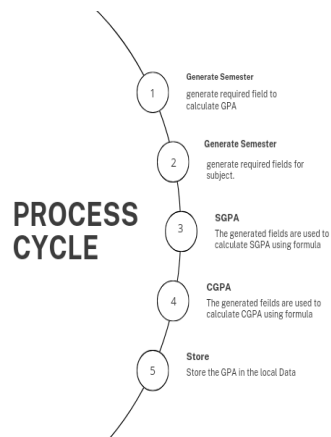 1
Generate Semester
generate required field to
calculate GPA
2
Generate Semester
generate required fields for
subject.
PROCESS
CYCLE
3
SGPA
The generated fields are used to
calculate SGPA using formula
4
CGPA
The generated feilds are used to
calculate CGPA using formula
5
Store
Store the GPA in the local Data